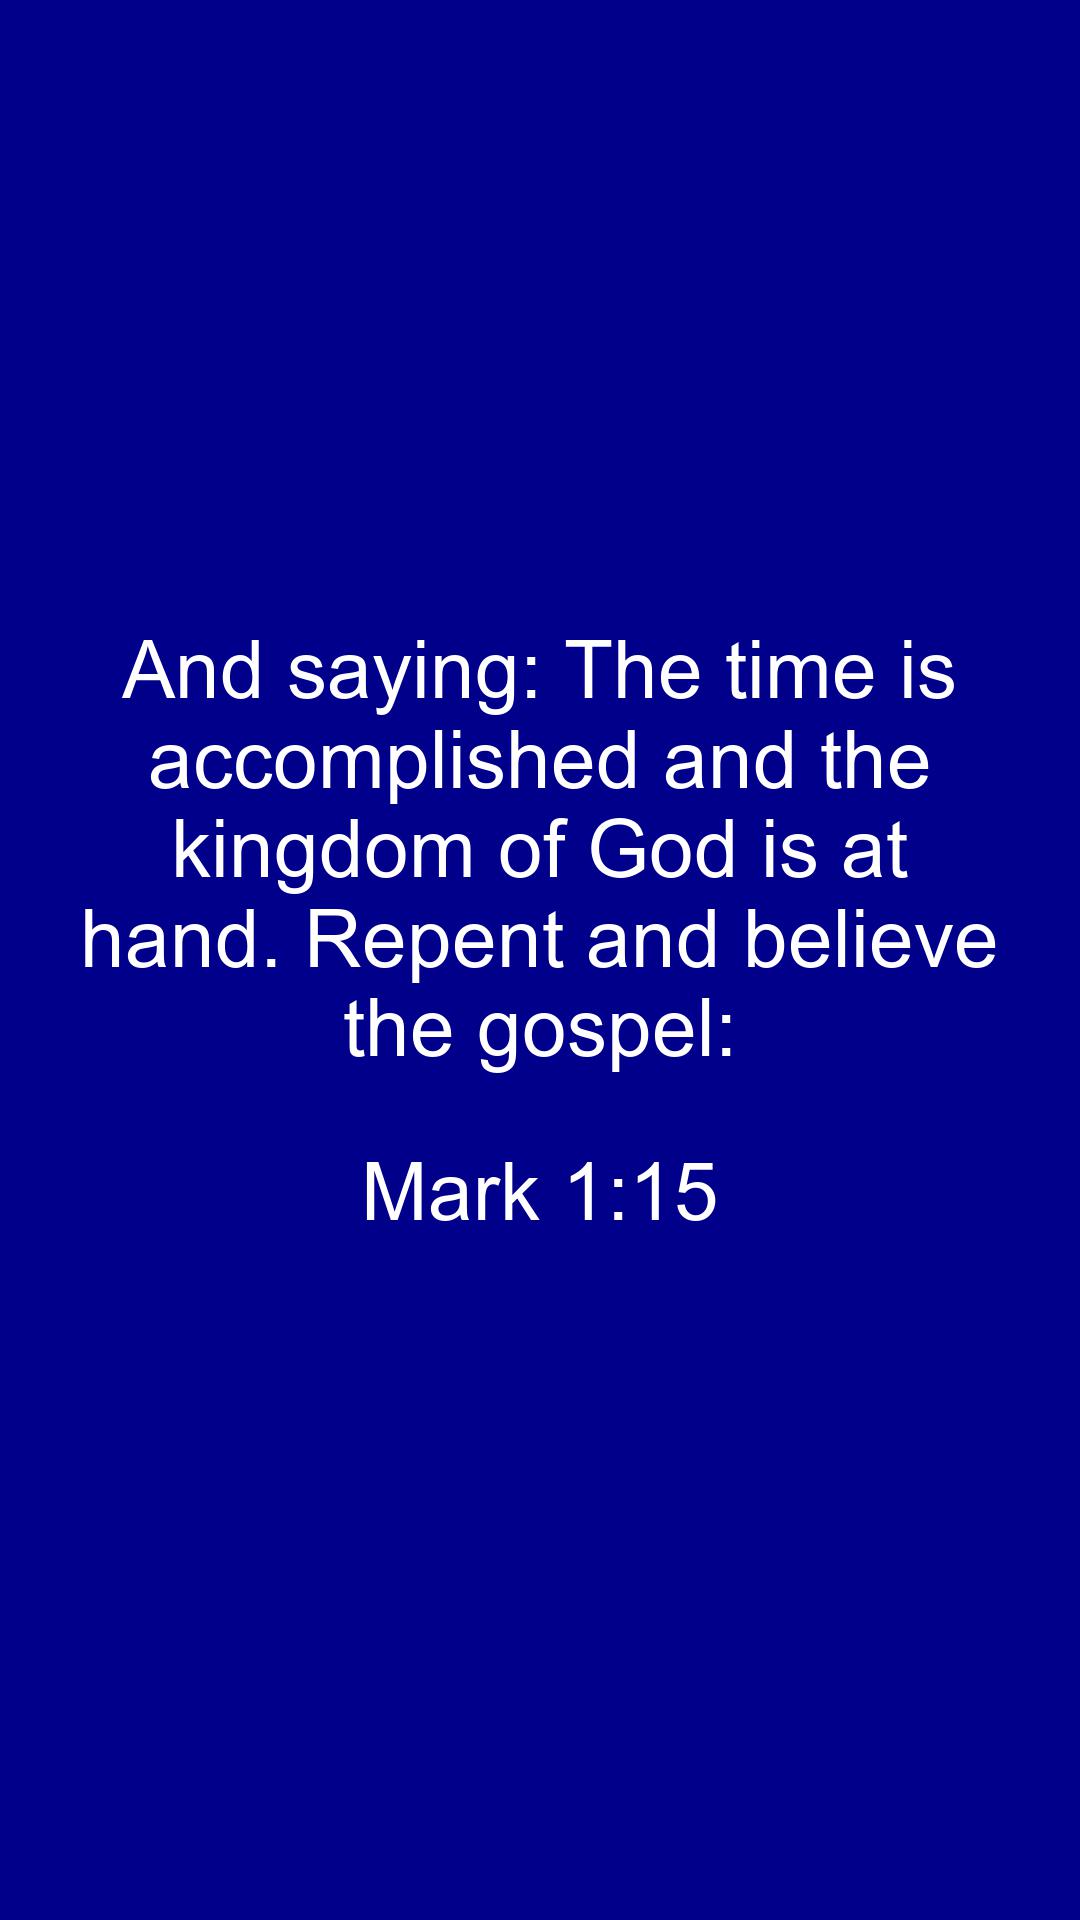 And saying: The time is
accomplished and the
kingdom of God is at
hand. Repent and believe
the gospel:
Mark 1:15